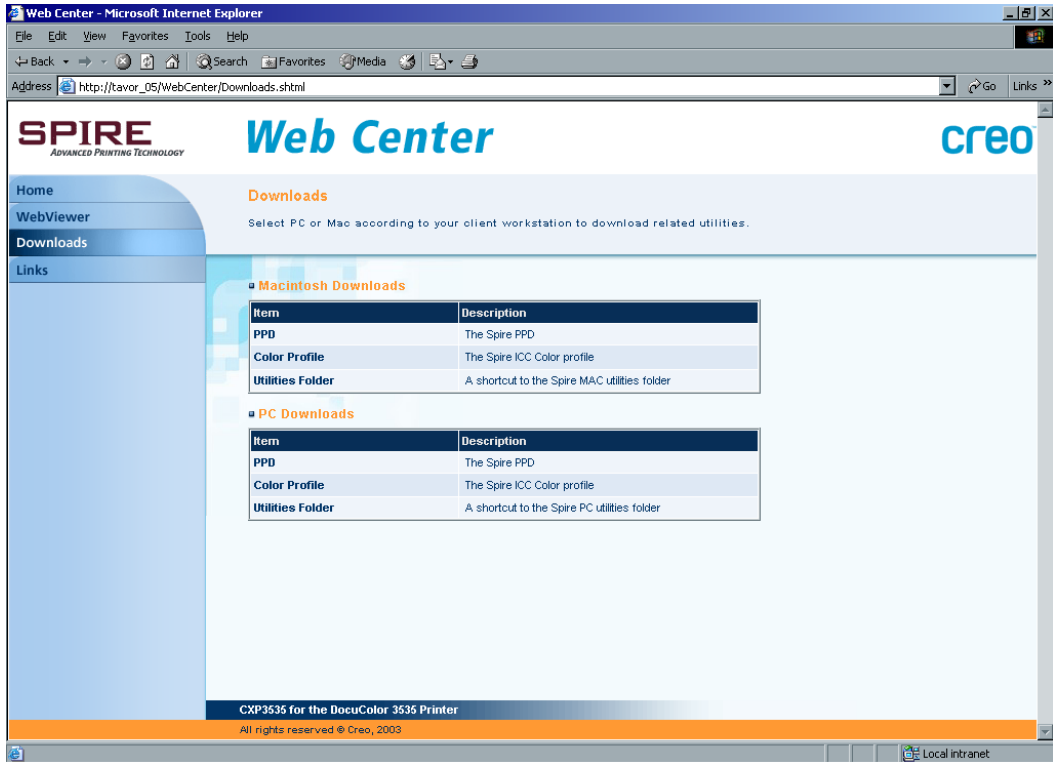 Web Center - Microsoft Internet Explorer
File Edit View Favorites Tools Help
Back Search Favorites Media
Address http://tavor_05/WebCenter/Downloads.shtml Go Links »
SPIRE
ADVANCED PRINTING TECHNOLOGY
Web Center
creo
Home
WebViewer
Downloads
Links
Downloads
Select PC or Mac according to your client workstation to download related utilities.
Macintosh Downloads
Item Description
PPD The Spire PPD
Color Profile The Spire ICC Color profile
Utilities Folder A shortcut to the Spire MAC utilities folder
PC Downloads
Item Description
PPD The Spire PPD
Color Profile The Spire ICC Color profile
Utilities Folder A shortcut to the Spire PC utilities folder
CXP3535 for the DocuColor 3535 Printer
All rights reserved © Creo, 2003
Local intranet